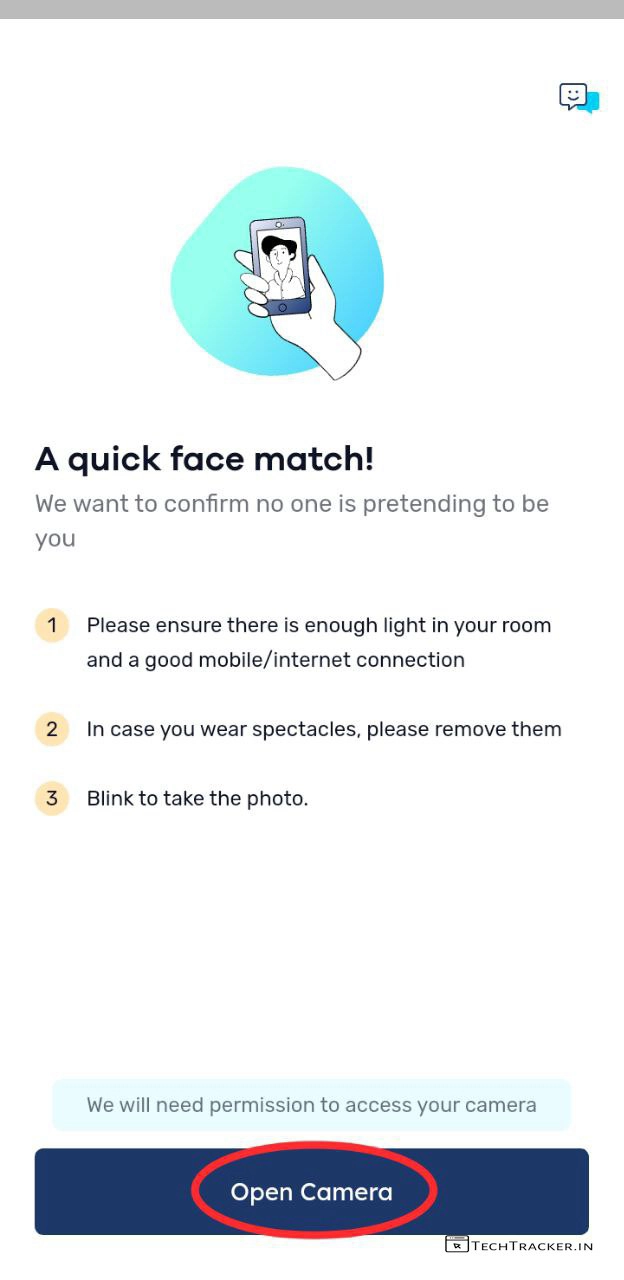 A quick face match!
We want to confirm no one is pretending to be
you
1 Please ensure there is enough light in your room
and a good mobile/internet connection
2 In case you wear spectacles, please remove them
3 Blink to take the photo.
We will need permission to access your camera
Open Camera
TECHTRACKER.IN